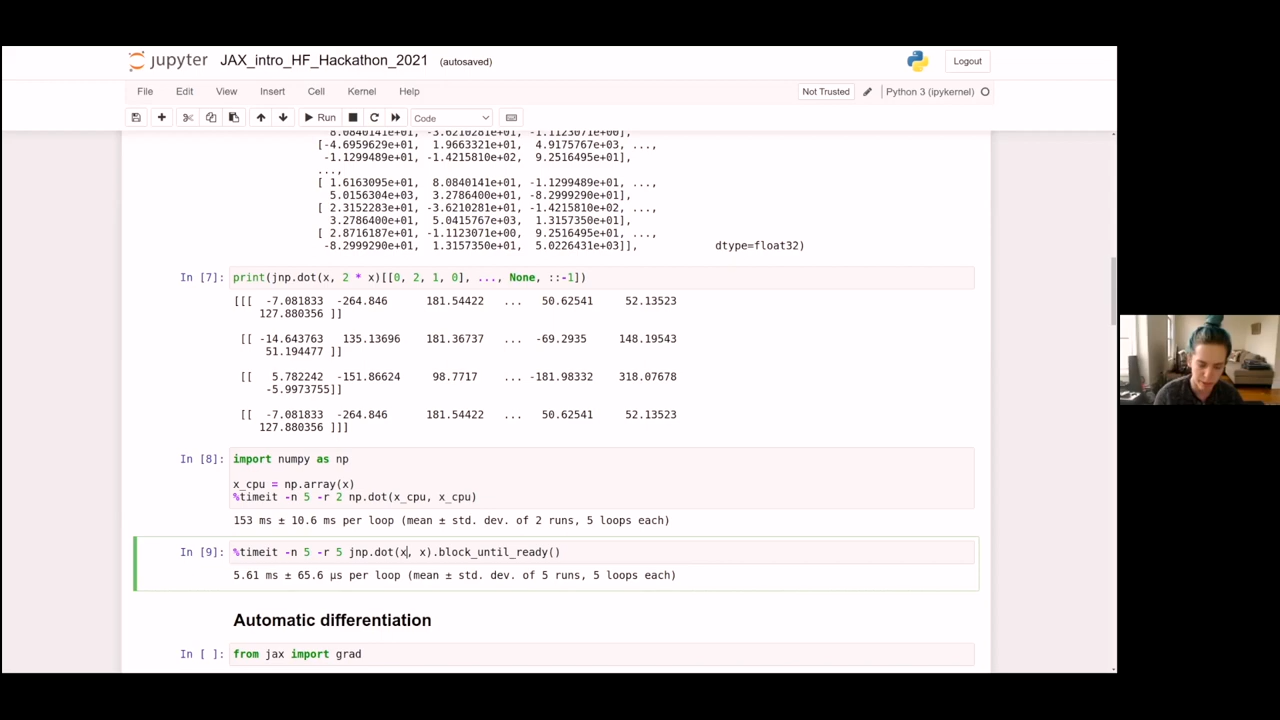 jupyter JAX_intro_HF_Hackathon_2021 (autosaved) Logout
File Edit View Insert Cell Kernel Help Not Trusted Python 3 (ipykernel)
Run Code
8.0840141e+01, -3.6210281e+01, -1.1123071e+00],
[-4.6959629e+01, 1.9663321e+01, 4.9175767e+03, ...,
-1.1299489e+01, -1.4215810e+02, 9.2516495e+01],
...,
[ 1.6163095e+01, 8.0840141e+01, -1.1299489e+01, ...,
5.0156304e+03, 3.2786400e+01, -8.2999290e+01],
[ 2.3152283e+01, -3.6210281e+01, -1.4215810e+02, ...,
3.2786400e+01, 5.0415767e+03, 1.3157350e+01],
[ 2.8716187e+01, -1.1123071e+00, 9.2516495e+01, ...,
-8.2999290e+01, 1.3157350e+01, 5.0226431e+03]], dtype=float32)
In [7]: print(jnp.dot(x, 2 * x)[[0, 2, 1, 0], ..., None, ::-1])
[[[ -7.081833 -264.846 181.54422 ... 50.62541 52.13523
127.880356 ]]
[[ -14.643763 135.13696 181.36737 ... -69.2935 148.19543
51.194477 ]]
[[ 5.782242 -151.86624 98.7717 ... -181.98332 318.07678
-5.9973755]]
[[ -7.081833 -264.846 181.54422 ... 50.62541 52.13523
127.880356 ]]]
In [8]: import numpy as np
x_cpu = np.array(x)
%timeit -n 5 -r 2 np.dot(x_cpu, x_cpu)
153 ms ± 10.6 ms per loop (mean ± std. dev. of 2 runs, 5 loops each)
In [9]: %timeit -n 5 -r 5 jnp.dot(x, x).block_until_ready()
5.61 ms ± 65.6 µs per loop (mean ± std. dev. of 5 runs, 5 loops each)
Automatic differentiation
In [ ]: from jax import grad